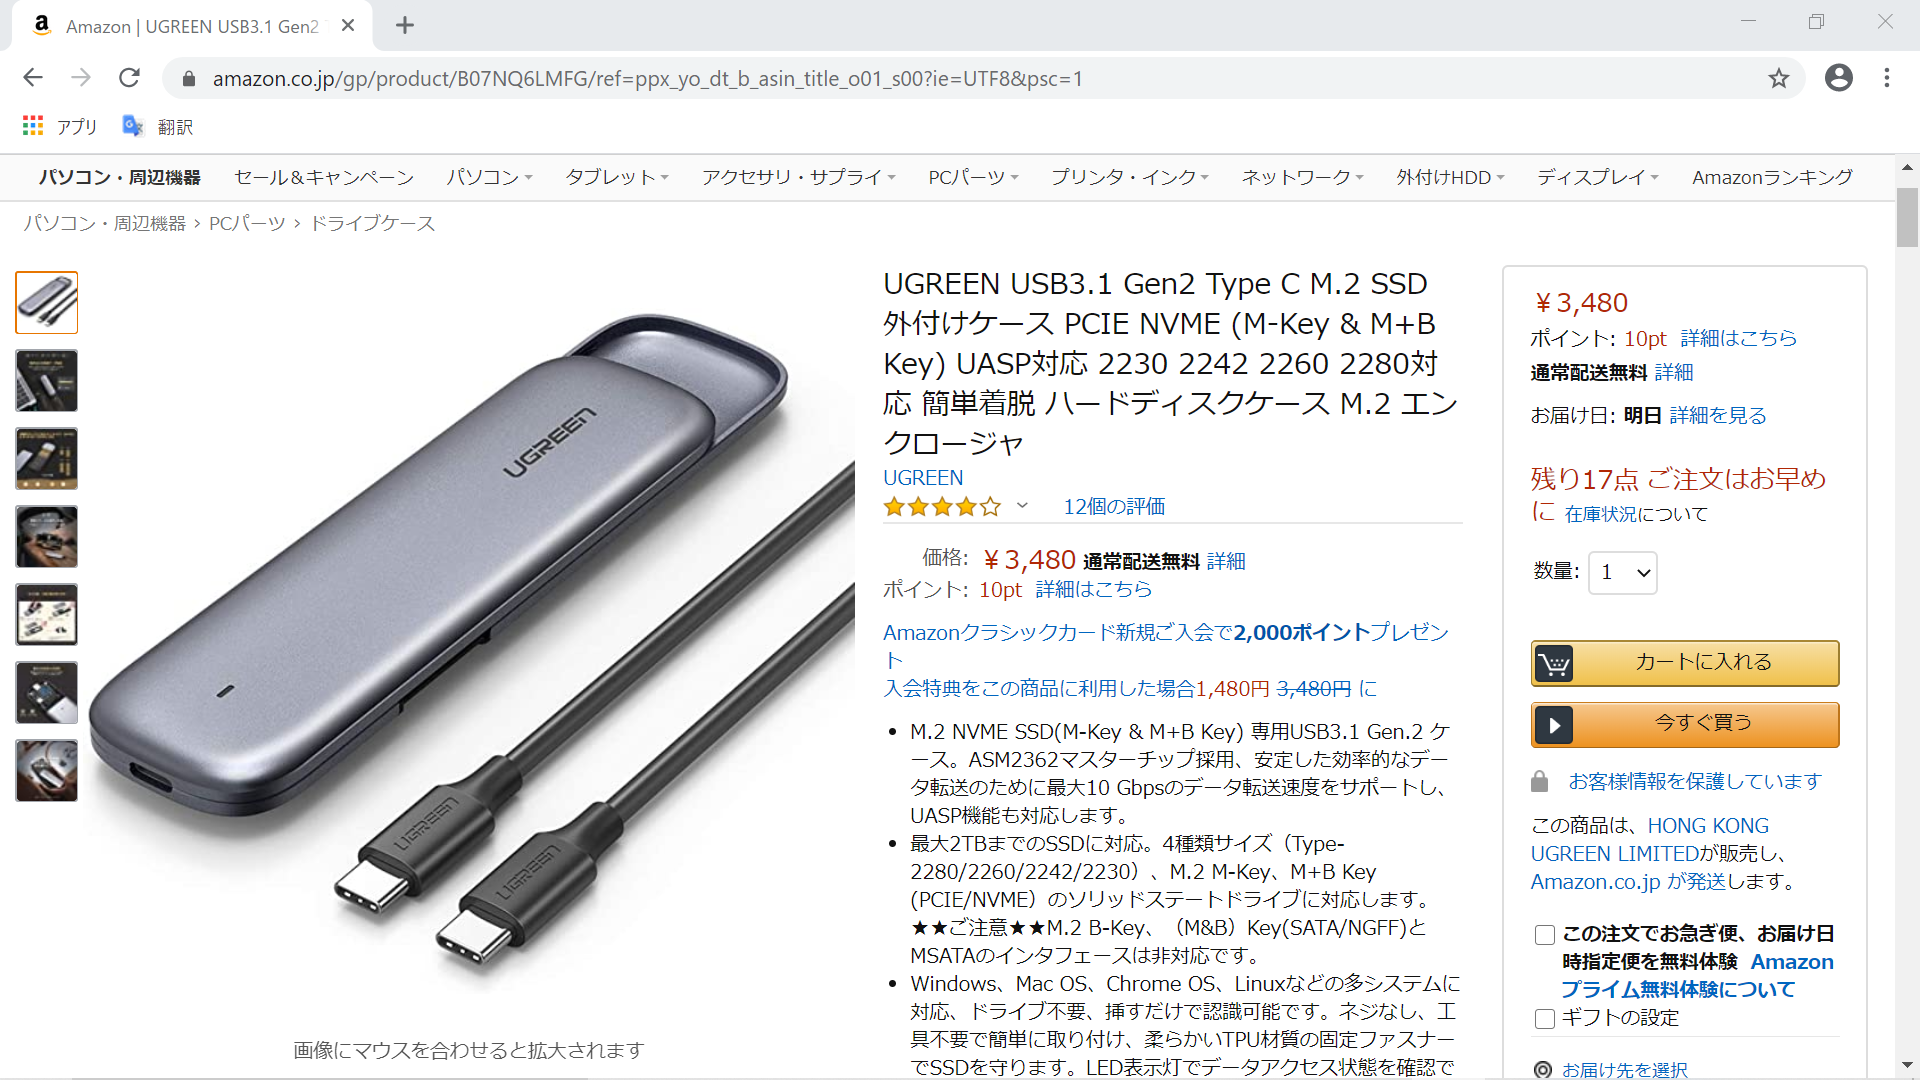 Amazon | UGREEN USB3.1 Gen2
amazon.co.jp/gp/product/B07NQ6LMFG/ref=ppx_yo_dt_b_asin_title_o01_s00?ie=UTF8&psc=1
アプリ 翻訳
パソコン・周辺機器 セール＆キャンペーン パソコン タブレット アクセサリ・サプライ PCパーツ プリンタ・インク ネットワーク 外付けHDD ディスプレイ Amazonランキング
パソコン・周辺機器 › PCパーツ › ドライブケース
UGREEN
UGREEN
UGREEN
画像にマウスを合わせると拡大されます
UGREEN USB3.1 Gen2 Type C M.2 SSD
外付けケース PCIE NVME (M-Key & M+B
Key) UASP対応 2230 2242 2260 2280対
応 簡単着脱 ハードディスクケース M.2 エン
クロージャ
UGREEN
12個の評価
価格: ￥3,480 通常配送無料 詳細
ポイント: 10pt 詳細はこちら
Amazonクラシックカード新規ご入会で2,000ポイントプレゼン
ト
入会特典をこの商品に利用した場合1,480円 3,480円 に
• M.2 NVME SSD(M-Key & M+B Key) 専用USB3.1 Gen.2 ケ
ース。ASM2362マスターチップ採用、安定した効率的なデー
タ転送のために最大10 Gbpsのデータ転送速度をサポートし、
UASP機能も対応します。
• 最大2TBまでのSSDに対応。4種類サイズ（Type-
2280/2260/2242/2230）、M.2 M-Key、M+B Key
(PCIE/NVME）のソリッドステートドライブに対応します。
★★ご注意★★M.2 B-Key、（M&B）Key(SATA/NGFF)と
MSATAのインタフェースは非対応です。
• Windows、Mac OS、Chrome OS、Linuxなどの多システムに
対応、ドライブ不要、挿すだけで認識可能です。ネジなし、工
具不要で簡単に取り付け、柔らかいTPU材質の固定ファスナー
でSSDを守ります。LED表示灯でデータアクセス状態を確認で
￥3,480
ポイント: 10pt 詳細はこちら
通常配送無料 詳細
お届け日: 明日 詳細を見る
残り17点 ご注文はお早め
に 在庫状況について
数量: 1
カートに入れる
今すぐ買う
お客様情報を保護しています
この商品は、HONG KONG
UGREEN LIMITEDが販売し、
Amazon.co.jp が発送します。
この注文でお急ぎ便、お届け日
時指定便を無料体験 Amazon
プライム無料体験について
ギフトの設定
お届け先を選択